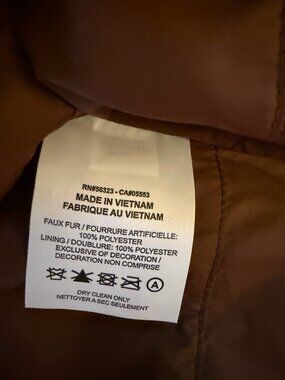 RN#56323 - CA#05553
MADE IN VIETNAM
FABRIQUE AU VIETNAM
FAUX FUR / FOURRURE ARTIFICIELLE:
100% POLYESTER
LINING / DOUBLURE: 100% POLYESTER
EXCLUSIVE OF DECORATION /
DECORATION NON COMPRISE
A
DRY CLEAN ONLY
NETTOYER A SEC SEULEMENT